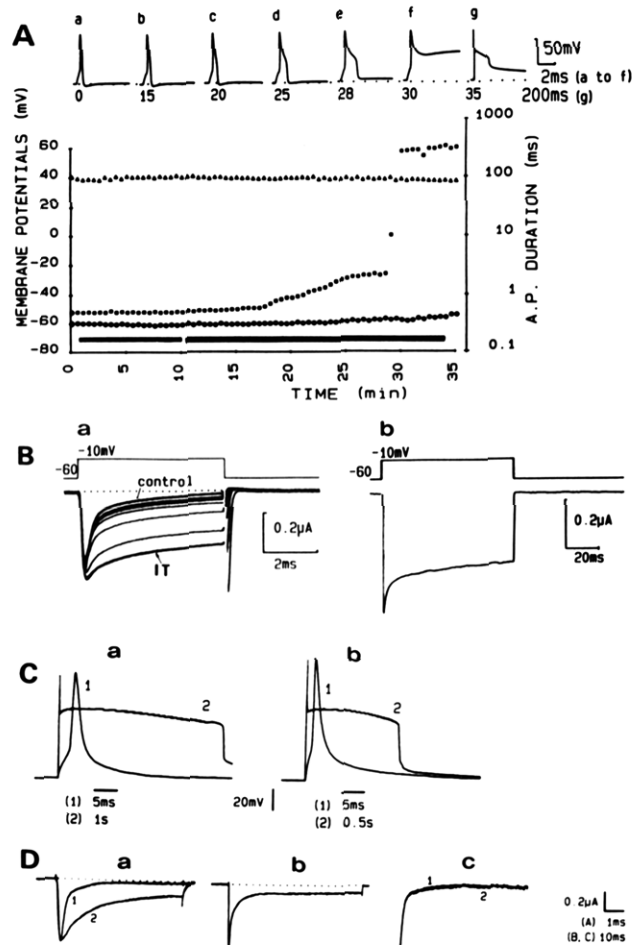 A
a b c d e f g
50mV
2ms (a to f)
200ms (g)
0 15 20 25 28 30 35
MEMBRANE POTENTIALS (mV)
60
40
20
0
-20
-40
-60
-80
1000
100
10
1
0.1
A.P. DURATION (ms)
0 5 10 15 20 25 30 35
TIME (min)
B
a
-10mV
-60
control
IT
0.2µA
2ms
b
-10mV
-60
0.2µA
20ms
C
a
1
2
(1) 5ms
(2) 1s
20mV
b
1
2
(1) 5ms
(2) 0.5s
D
a
1
2
b
c
1
2
0.2µA
(A) 1ms
(B, C) 10ms